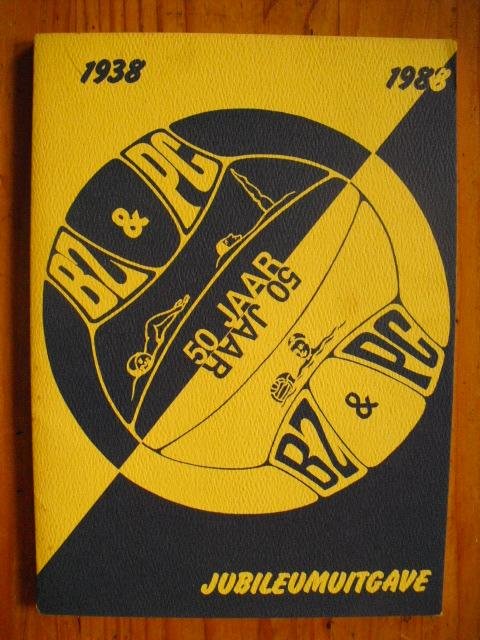 1938
1988
BZ & PC
50 JAAR
50 JAAR
BZ & PC
JUBILEUMUITGAVE